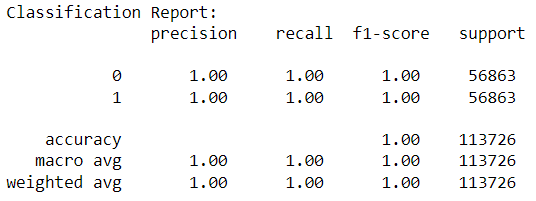 Classification Report:
precision recall f1-score support
0 1.00 1.00 1.00 56863
1 1.00 1.00 1.00 56863
accuracy 1.00 113726
macro avg 1.00 1.00 1.00 113726
weighted avg 1.00 1.00 1.00 113726